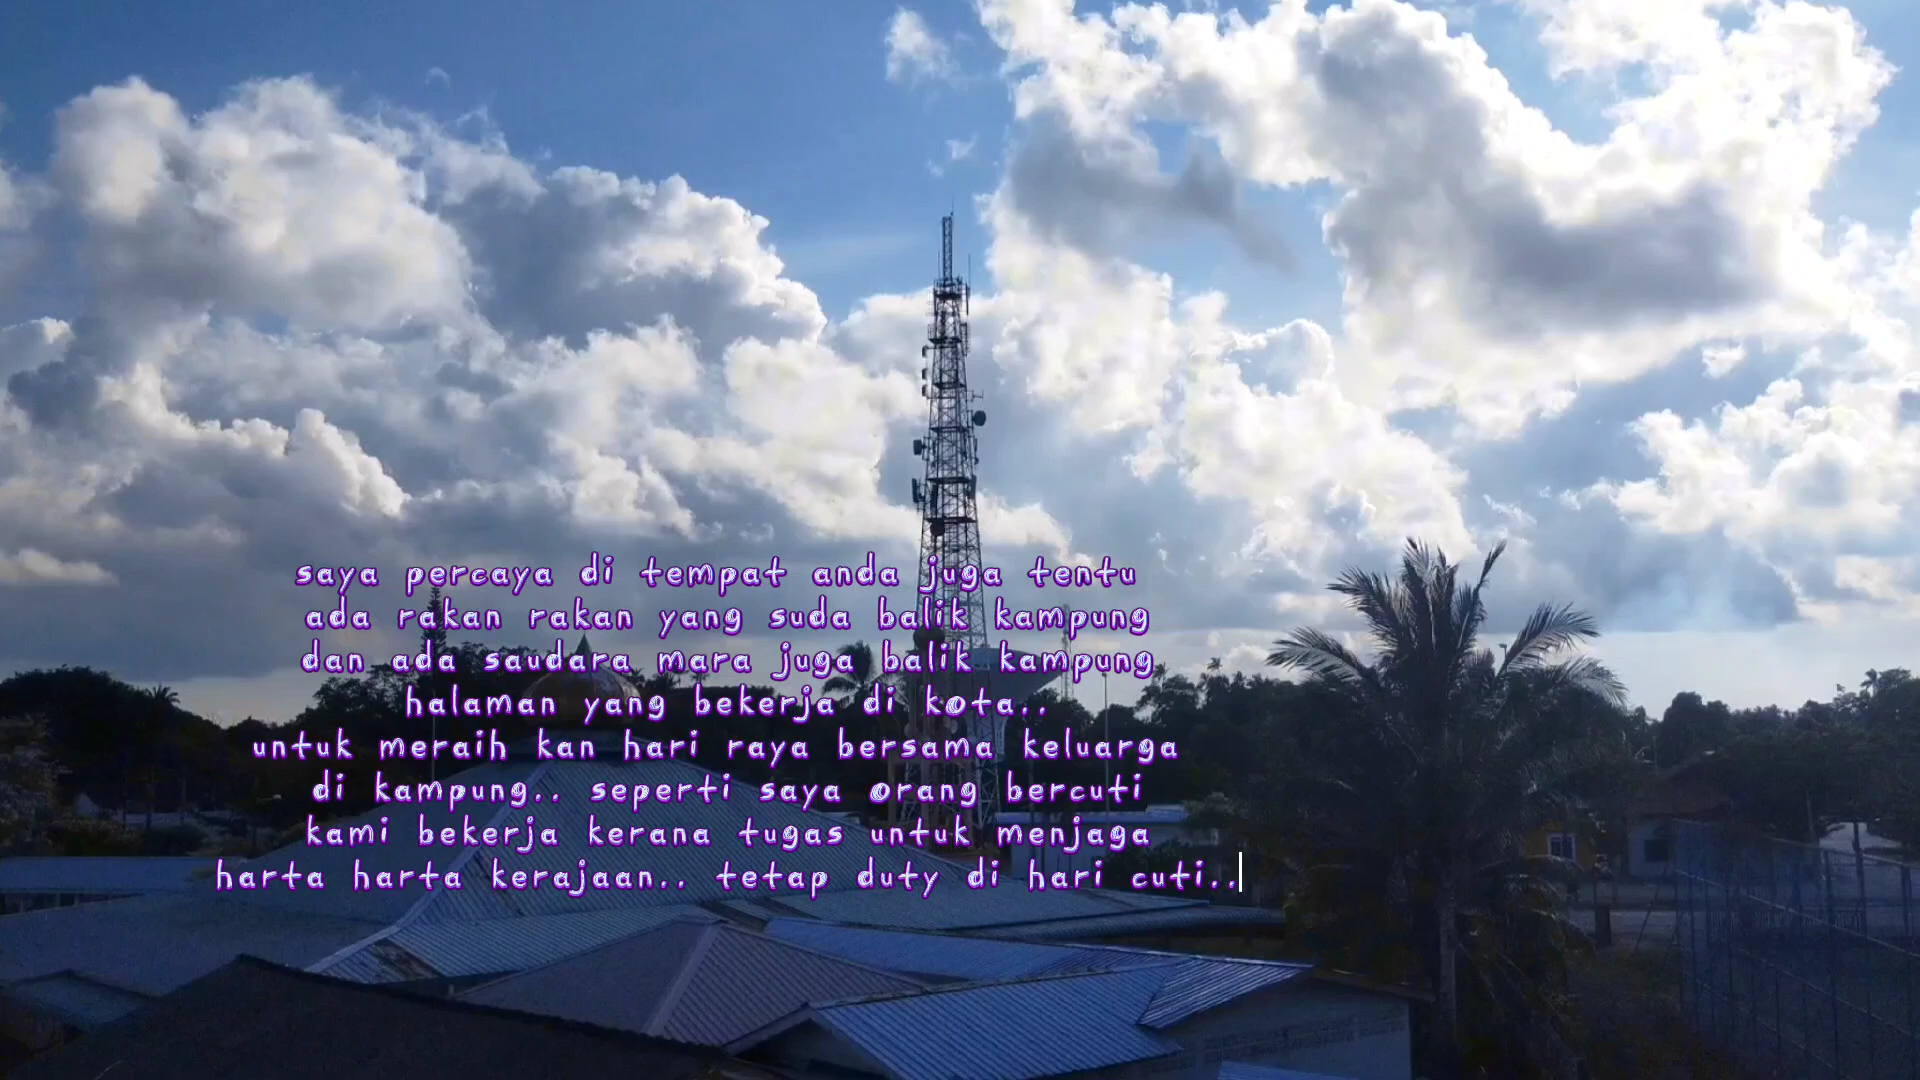 saya percaya di tempat anda juga tentu
ada rakan rakan yang suda balik kampung
dan ada saudara mara juga balik kampung
halaman yang bekerja di kota..
untuk meraih kan hari raya bersama keluarga
di kampung.. seperti saya orang bercuti
kami bekerja kerana tugas untuk menjaga
harta harta kerajaan.. tetap duty di hari cuti..